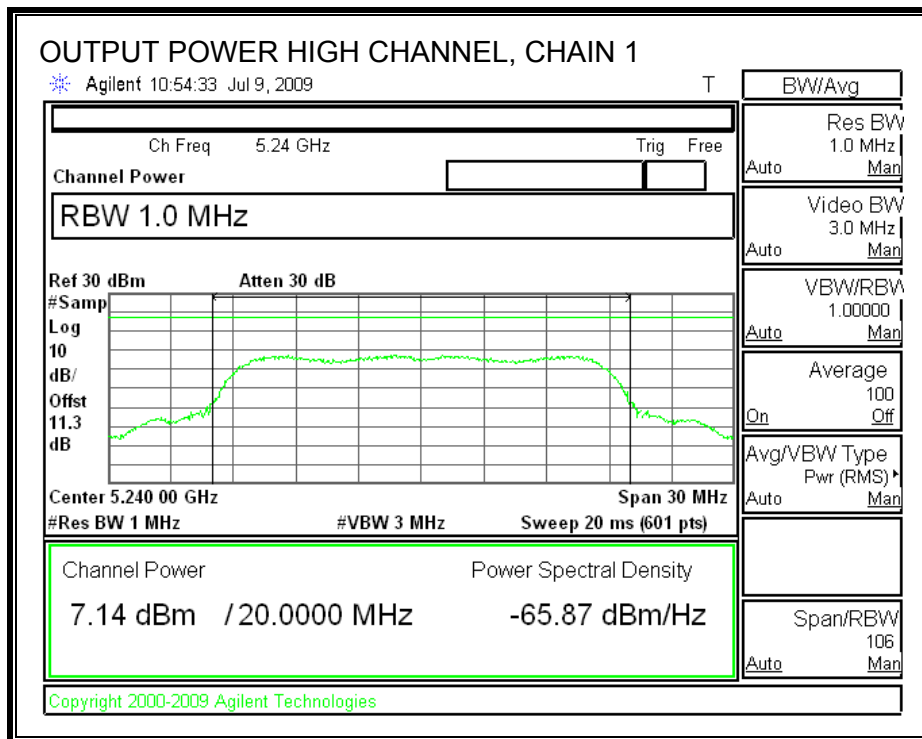 OUTPUT POWER HIGH CHANNEL, CHAIN 1
Agilent 10:54:33 Jul 9, 2009 T
BW/Avg
Ch Freq 5.24 GHz Trig Free
Channel Power
RBW 1.0 MHz
Ref 30 dBm Atten 30 dB
#Samp
Log
10
dB/
Offst
11.3
dB
Center 5.240 00 GHz Span 30 MHz
#Res BW 1 MHz #VBW 3 MHz Sweep 20 ms (601 pts)
Channel Power Power Spectral Density
7.14 dBm /20.0000 MHz -65.87 dBm/Hz
Res BW
1.0 MHz
Auto Man
Video BW
3.0 MHz
Auto Man
VBW/RBW
1.00000
Auto Man
Average
100
On Off
Avg/VBW Type
Pwr (RMS)
Auto Man
Span/RBW
106
Auto Man
Copyright 2000-2009 Agilent Technologies